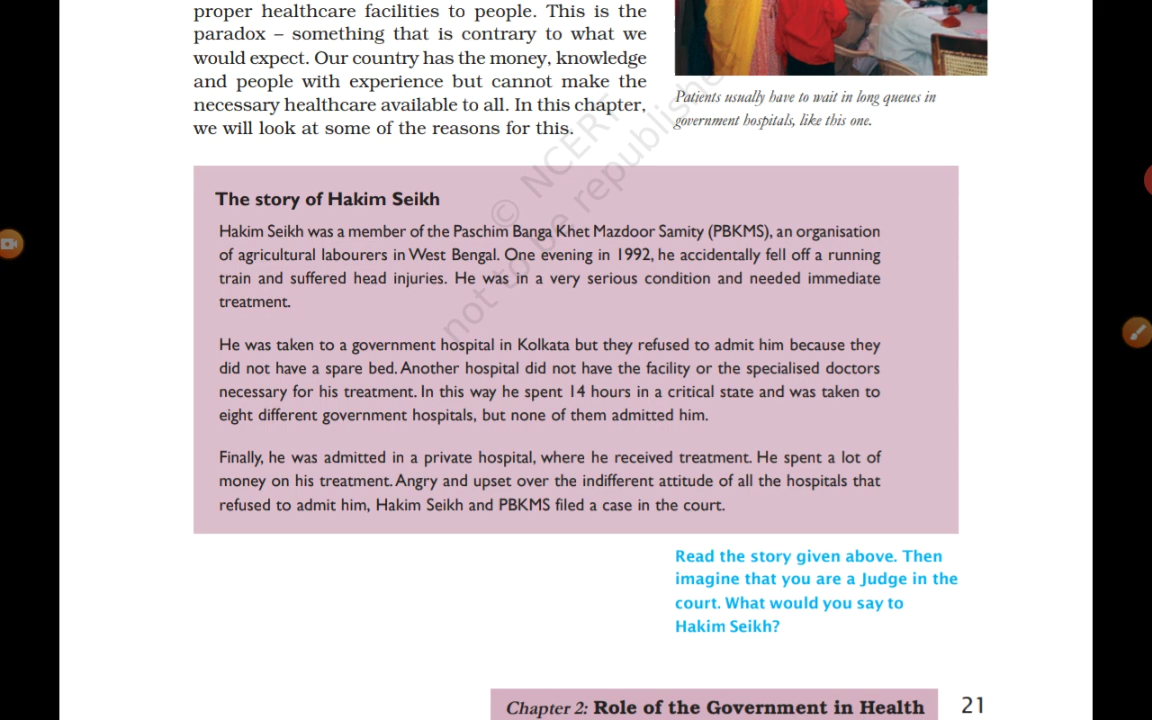 proper healthcare facilities to people. This is the
paradox – something that is contrary to what we
would expect. Our country has the money, knowledge
and people with experience but cannot make the
necessary healthcare available to all. In this chapter,
we will look at some of the reasons for this.
Patients usually have to wait in long queues in
government hospitals, like this one.
© NCERT
not to be republished
The story of Hakim Seikh
Hakim Seikh was a member of the Paschim Banga Khet Mazdoor Samity (PBKMS), an organisation
of agricultural labourers in West Bengal. One evening in 1992, he accidentally fell off a running
train and suffered head injuries. He was in a very serious condition and needed immediate
treatment.
He was taken to a government hospital in Kolkata but they refused to admit him because they
did not have a spare bed. Another hospital did not have the facility or the specialised doctors
necessary for his treatment. In this way he spent 14 hours in a critical state and was taken to
eight different government hospitals, but none of them admitted him.
Finally, he was admitted in a private hospital, where he received treatment. He spent a lot of
money on his treatment. Angry and upset over the indifferent attitude of all the hospitals that
refused to admit him, Hakim Seikh and PBKMS filed a case in the court.
Read the story given above. Then
imagine that you are a Judge in the
court. What would you say to
Hakim Seikh?
Chapter 2: Role of the Government in Health
21